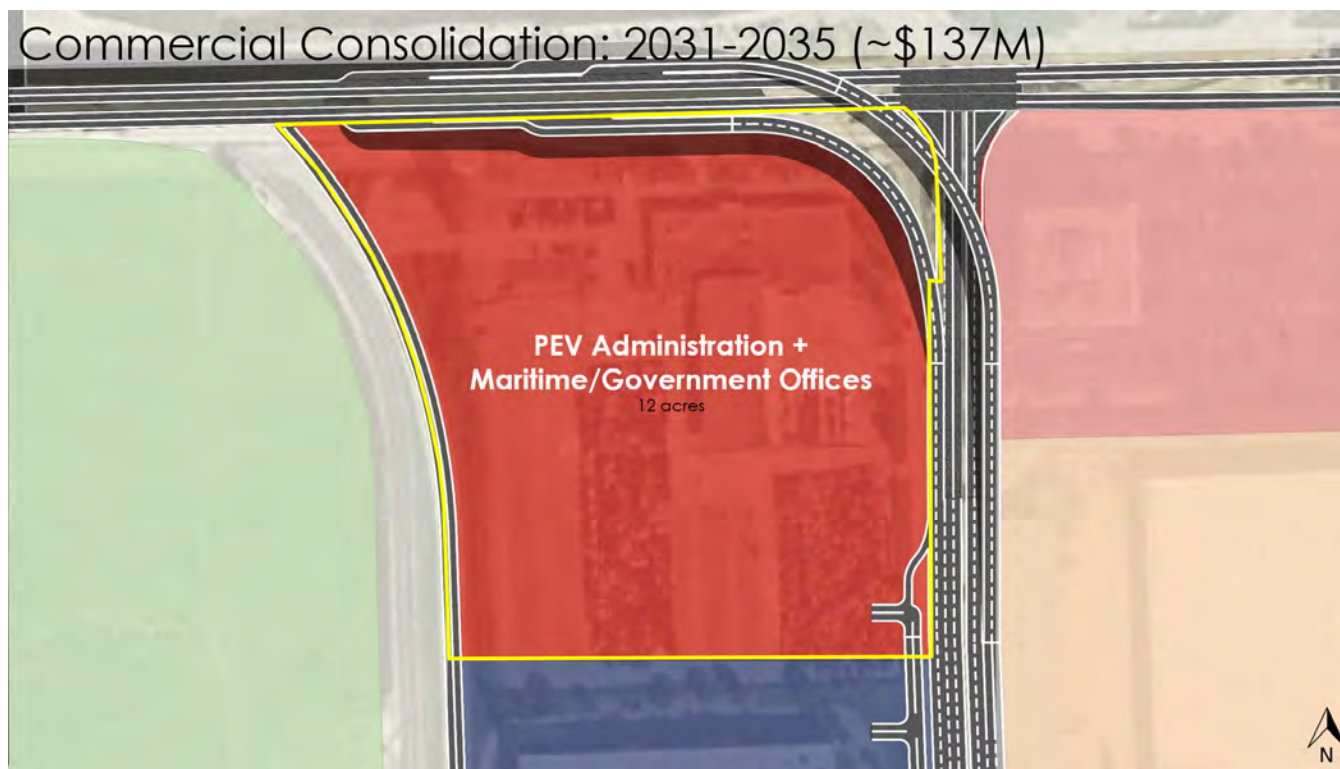 Commercial Consolidation: 2031-2035 (~$137M)
PEV Administration +
Maritime/Government Offices
12 acres
N